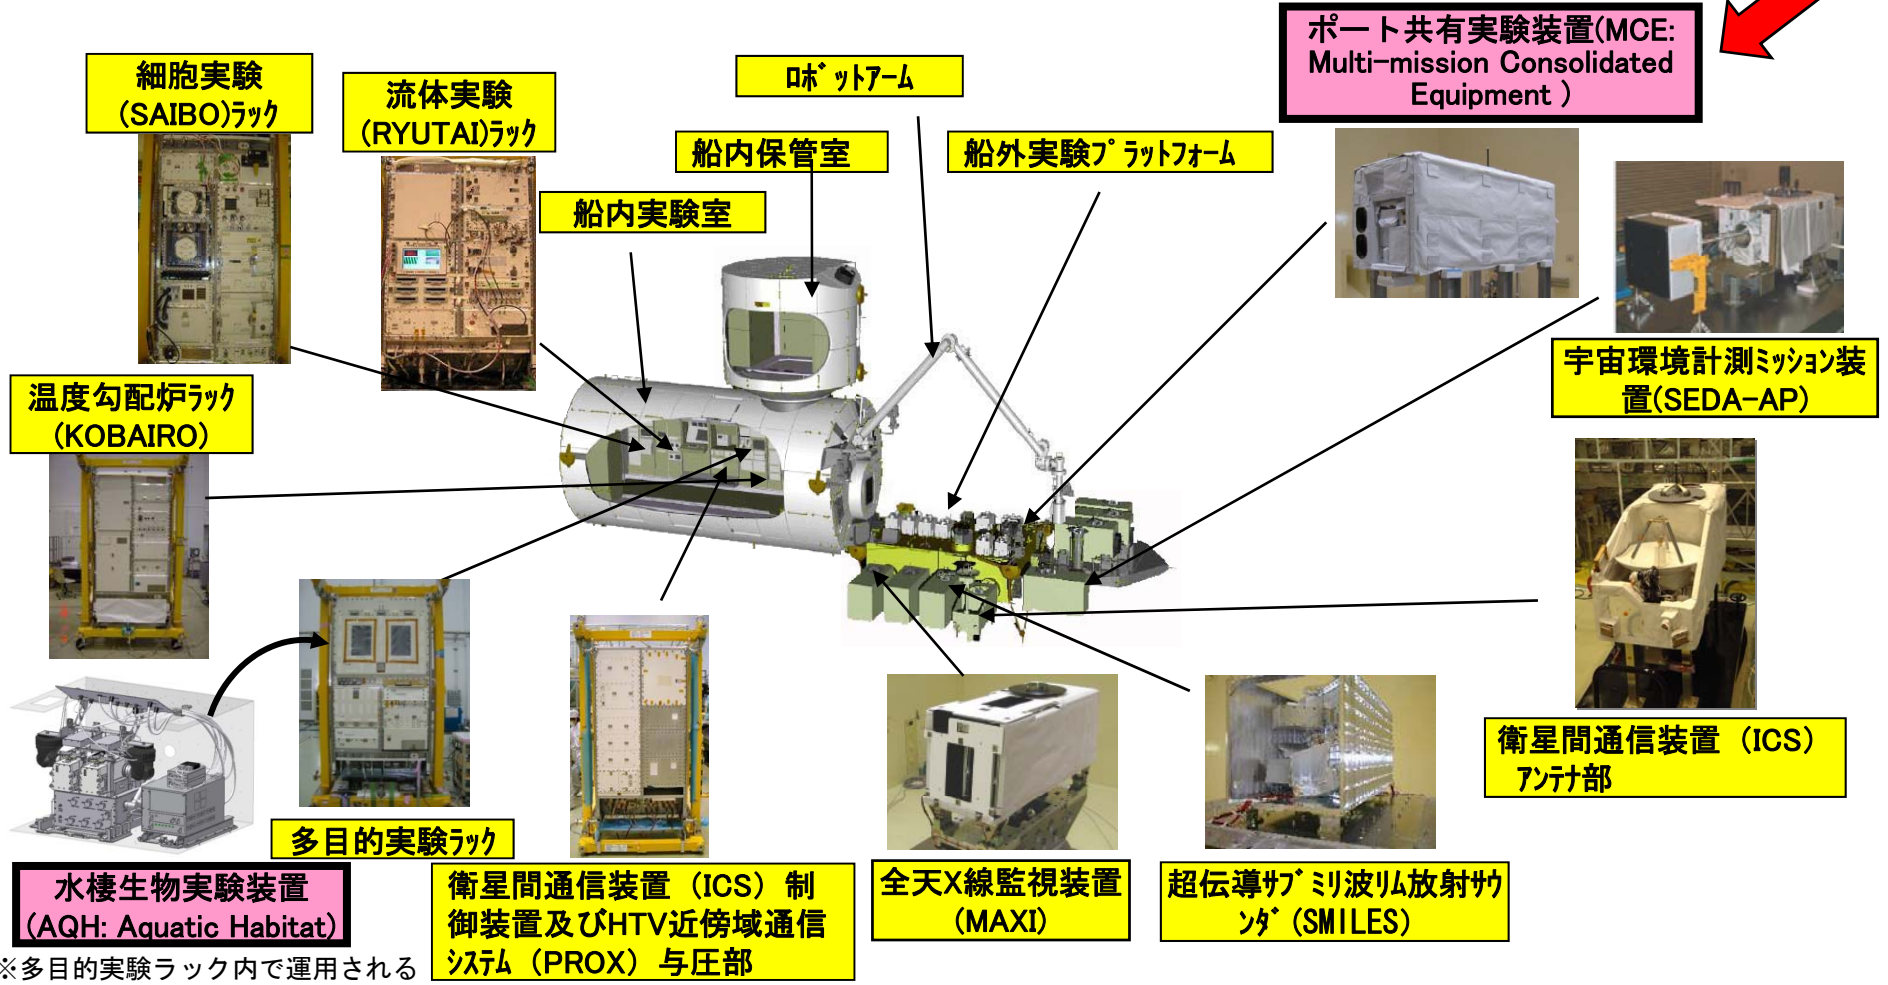 ポート共有実験装置(MCE:
Multi-mission Consolidated
Equipment )
細胞実験
(SAIBO)ﾗｯｸ
流体実験
(RYUTAI)ﾗｯｸ
ﾛﾎﾞｯﾄｱｰﾑ
船内保管室
船外実験ﾌﾟﾗｯﾄﾌｫｰﾑ
船内実験室
宇宙環境計測ﾐｯｼｮﾝ装
置(SEDA-AP)
温度勾配炉ﾗｯｸ
(KOBAIRO)
衛星間通信装置（ICS）
ｱﾝﾃﾅ部
多目的実験ﾗｯｸ
水棲生物実験装置
(AQH: Aquatic Habitat)
※多目的実験ラック内で運用される
衛星間通信装置（ICS）制
御装置及びHTV近傍域通信
ｼｽﾃﾑ（PROX）与圧部
全天X線監視装置
(MAXI)
超伝導ｻﾌﾞﾐﾘ波ﾘﾑ放射ｻｳ
ﾝﾀﾞ(SMILES)